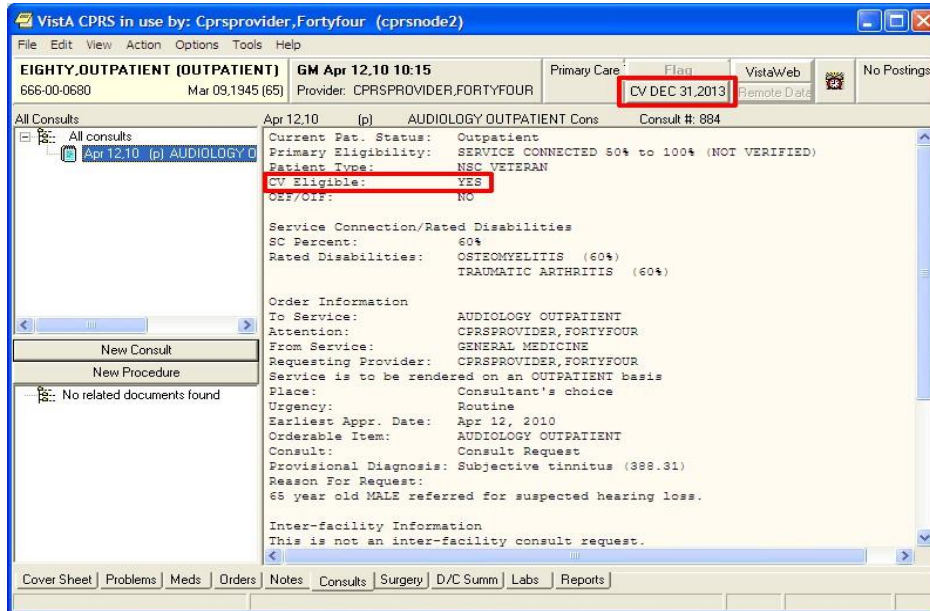 VistA CPRS in use by: Cprsprovider,Fortyfour (cprsnode2)
File Edit View Action Options Tools Help
EIGHTY,OUTPATIENT (OUTPATIENT) GM Apr 12,10 10:15 Primary Care Flag VistaWeb No Postings
666-00-0680 Mar 09,1945 (65) Provider: CPRSPROVIDER,FORTYFOUR CV DEC 31,2013 Remote Data
All Consults Apr 12,10 (p) AUDIOLOGY OUTPATIENT Cons Consult #: 884
All consults
Apr 12,10 (p) AUDIOLOGY O
New Consult
New Procedure
No related documents found
Current Pat. Status: Outpatient
Primary Eligibility: SERVICE CONNECTED 50% to 100% (NOT VERIFIED)
Patient Type: NSC VETERAN
CV Eligible: YES
OEF/OIF: NO
Service Connection/Rated Disabilities
SC Percent: 60%
Rated Disabilities: OSTEOMYELITIS (60%)
TRAUMATIC ARTHRITIS (60%)
Order Information
To Service: AUDIOLOGY OUTPATIENT
Attention: CPRSPROVIDER,FORTYFOUR
From Service: GENERAL MEDICINE
Requesting Provider: CPRSPROVIDER,FORTYFOUR
Service is to be rendered on an OUTPATIENT basis
Place: Consultant's choice
Urgency: Routine
Earliest Appr. Date: Apr 12, 2010
Orderable Item: AUDIOLOGY OUTPATIENT
Consult: Consult Request
Provisional Diagnosis: Subjective tinnitus (388.31)
Reason For Request:
65 year old MALE referred for suspected hearing loss.
Inter-facility Information
This is not an inter-facility consult request.
Cover Sheet Problems Meds Orders Notes Consults Surgery D/C Summ Labs Reports